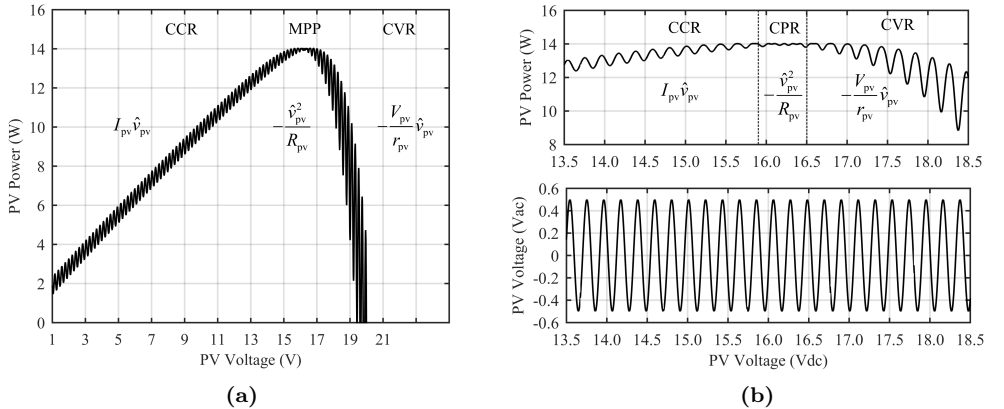 CCR MPP CVR
PV Power (W)
16
14
12
10
8
6
4
2
0
I_pv v̂_pv
− v̂²_pv / R_pv
− V_pv / r_pv v̂_pv
1 3 5 7 9 11 13 15 17 19 21
PV Voltage (V)
(a)
CCR CPR CVR
PV Power (W)
16
14
12
10
8
I_pv v̂_pv
− v̂²_pv / R_pv
− V_pv / r_pv v̂_pv
13.5 14.0 14.5 15.0 15.5 16.0 16.5 17.0 17.5 18.0 18.5
PV Voltage (Vac)
0.6
0.4
0.2
0
-0.2
-0.4
-0.6
13.5 14.0 14.5 15.0 15.5 16.0 16.5 17.0 17.5 18.0 18.5
PV Voltage (Vdc)
(b)